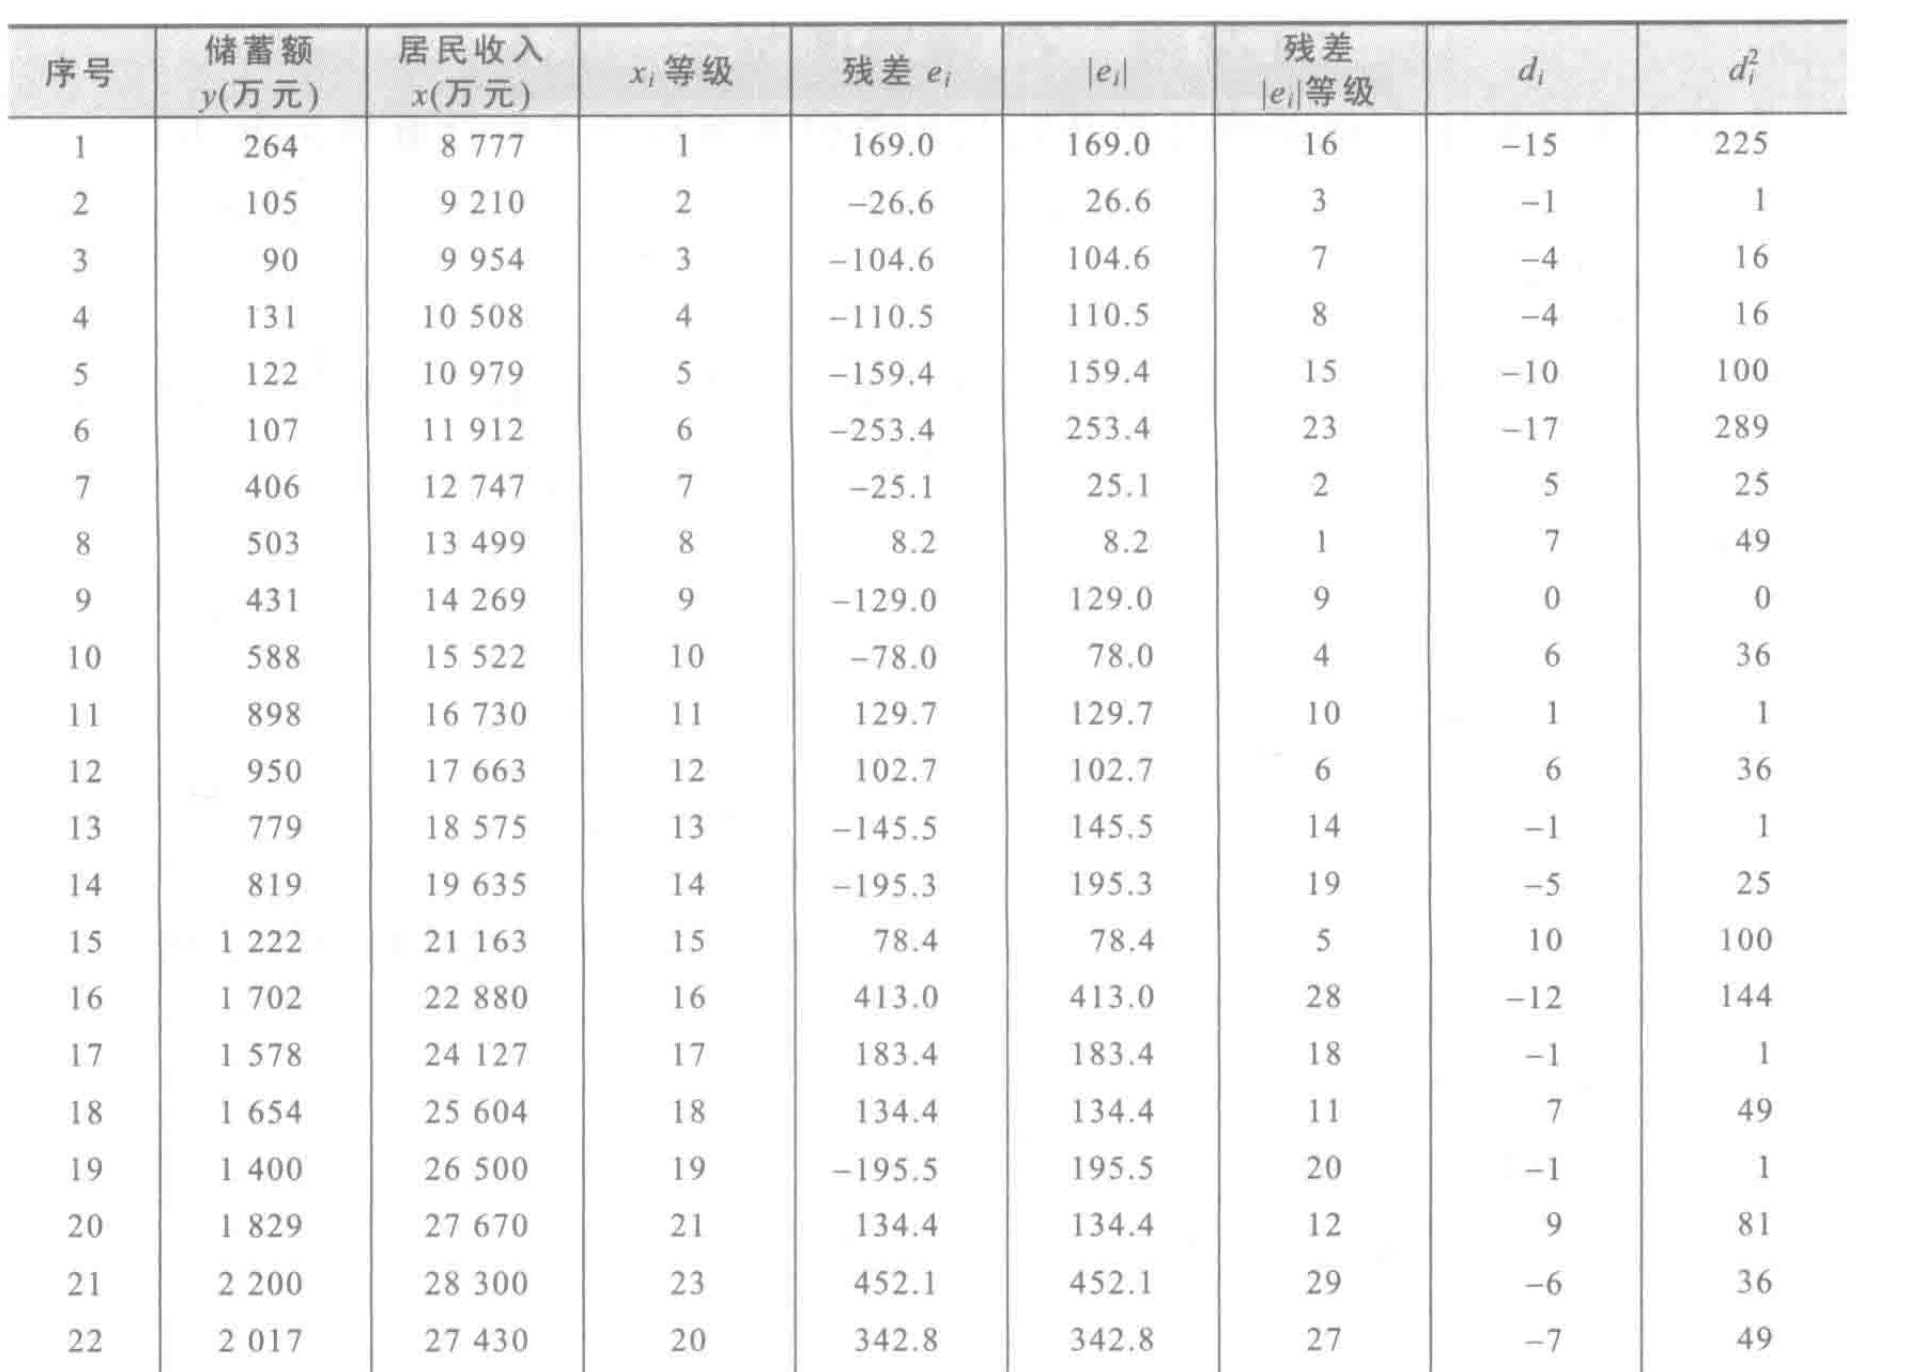 序号 储蓄额 y(万元) 居民收入 x(万元) xᵢ等级 残差 eᵢ |eᵢ| 残差 |eᵢ|等级 dᵢ dᵢ²
1 264 8 777 1 169.0 169.0 16 −15 225
2 105 9 210 2 −26.6 26.6 3 −1 1
3 90 9 954 3 −104.6 104.6 7 −4 16
4 131 10 508 4 −110.5 110.5 8 −4 16
5 122 10 979 5 −159.4 159.4 15 −10 100
6 107 11 912 6 −253.4 253.4 23 −17 289
7 406 12 747 7 −25.1 25.1 2 5 25
8 503 13 499 8 8.2 8.2 1 7 49
9 431 14 269 9 −129.0 129.0 9 0 0
10 588 15 522 10 −78.0 78.0 4 6 36
11 898 16 730 11 129.7 129.7 10 1 1
12 950 17 663 12 102.7 102.7 6 6 36
13 779 18 575 13 −145.5 145.5 14 −1 1
14 819 19 635 14 −195.3 195.3 19 −5 25
15 1 222 21 163 15 78.4 78.4 5 10 100
16 1 702 22 880 16 413.0 413.0 28 −12 144
17 1 578 24 127 17 183.4 183.4 18 −1 1
18 1 654 25 604 18 134.4 134.4 11 7 49
19 1 400 26 500 19 −195.5 195.5 20 −1 1
20 1 829 27 670 21 134.4 134.4 12 9 81
21 2 200 28 300 23 452.1 452.1 29 −6 36
22 2 017 27 430 20 342.8 342.8 27 −7 49